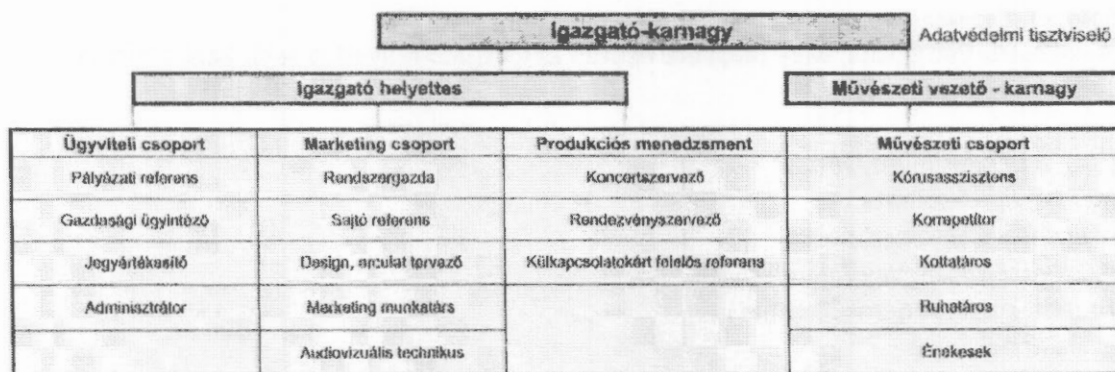 Igazgató-karnagy
Adatvédelmi tisztviselő
Igazgató helyettes
Művészeti vezető - karnagy
Ügyviteli csoport Marketing csoport Produkciós menedzsment Művészeti csoport
Pályázati referens Rendszergazda Koncertszervező Kórusasszisztens
Gazdasági ügyintéző Sajtó referens Rendezvényszervező Korrepetitor
Jegyértékesítő Design, arculat tervező Külkapcsolatokért felelős referens Kottatáros
Adminisztrátor Marketing munkatárs Ruhatáros
Audiovizuális technikus Énekesek